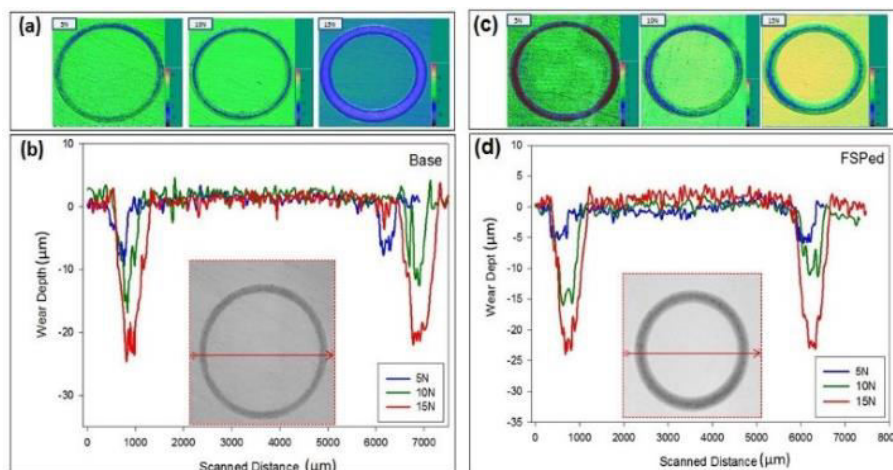 (a)
5N
10N
15N
(c)
5N
10N
15N
(b)
Base
Wear Depth (μm)
10
0
-10
-20
-30
5N
10N
15N
0 1000 2000 3000 4000 5000 6000 7000
Scanned Distance (μm)
(d)
FSPed
Wear Dept (μm)
10
5
0
-5
-10
-15
-20
-25
-30
-35
5N
10N
15N
0 1000 2000 3000 4000 5000 6000 7000 800
Scanned Distance (μm)